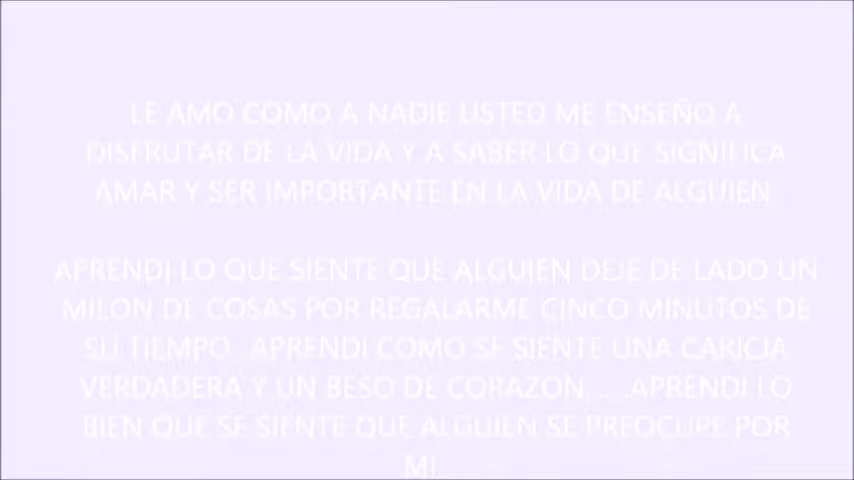 LE AMO COMO A NADIE USTED ME ENSEÑO A
DISFRUTAR DE LA VIDA Y A SABER LO QUE SIGNIFICA
AMAR Y SER IMPORTANTE EN LA VIDA DE ALGUIEN
APRENDI LO QUE SIENTE QUE ALGUIEN DEJE DE LADO UN
MILON DE COSAS POR REGALARME CINCO MINUTOS DE
SU TIEMPO...APRENDI COMO SE SIENTE UNA CARICIA
VERDADERA Y UN BESO DE CORAZON,.....APRENDI LO
BIEN QUE SE SIENTE QUE ALGUIEN SE PREOCUPE POR
MI...